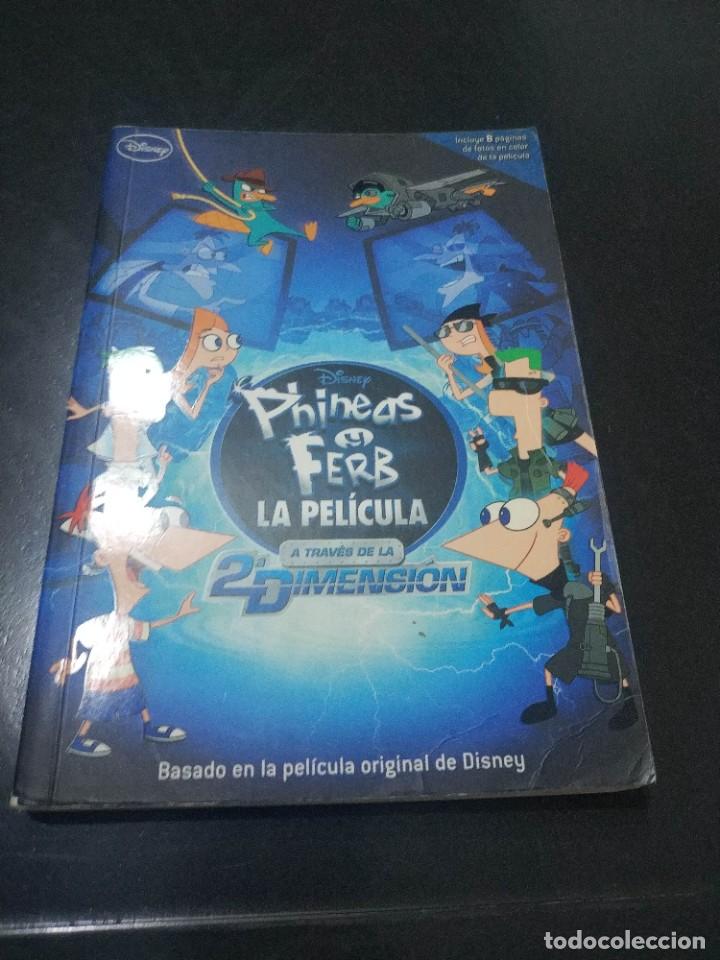 Disney
Incluye 8 páginas
de fotos en color
de la película
Disney
Phineas
y
FERB
LA PELÍCULA
A TRAVÉS DE LA
2ª DIMENSIÓN
Basado en la película original de Disney
todocoleccion